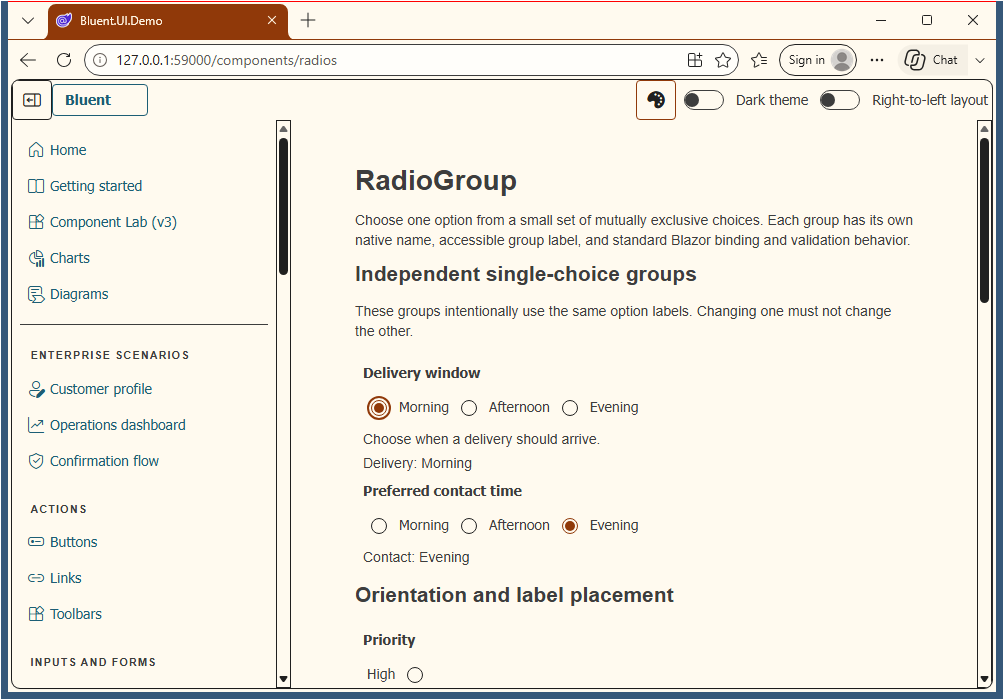 Bluent.UI.Demo
127.0.0.1:59000/components/radios
Sign in
Chat
Bluent
Dark theme
Right-to-left layout
Home
Getting started
Component Lab (v3)
Charts
Diagrams
ENTERPRISE SCENARIOS
Customer profile
Operations dashboard
Confirmation flow
ACTIONS
Buttons
Links
Toolbars
INPUTS AND FORMS
RadioGroup
Choose one option from a small set of mutually exclusive choices. Each group has its own
native name, accessible group label, and standard Blazor binding and validation behavior.
Independent single-choice groups
These groups intentionally use the same option labels. Changing one must not change
the other.
Delivery window
Morning Afternoon Evening
Choose when a delivery should arrive.
Delivery: Morning
Preferred contact time
Morning Afternoon Evening
Contact: Evening
Orientation and label placement
Priority
High